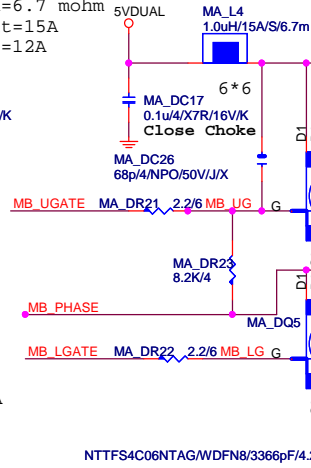 =6.7 mohm
t=15A
=12A
5VDUAL
MA_L4
1.0uH/15A/S/6.7m
6*6
/K
MA_DC17
0.1u/4/X7R/16V/K
Close Choke
D1
MA_DC26
68p/4/NPO/50V/J/X
MB_UGATE MA_DR21 2.2/6 MB_UG G
MA_DR23
8.2K/4
D1
MB_PHASE
MA_DQ5
MB_LGATE MA_DR22 2.2/6 MB_LG G
NTTFS4C06NTAG/WDFN8/3366pF/4.